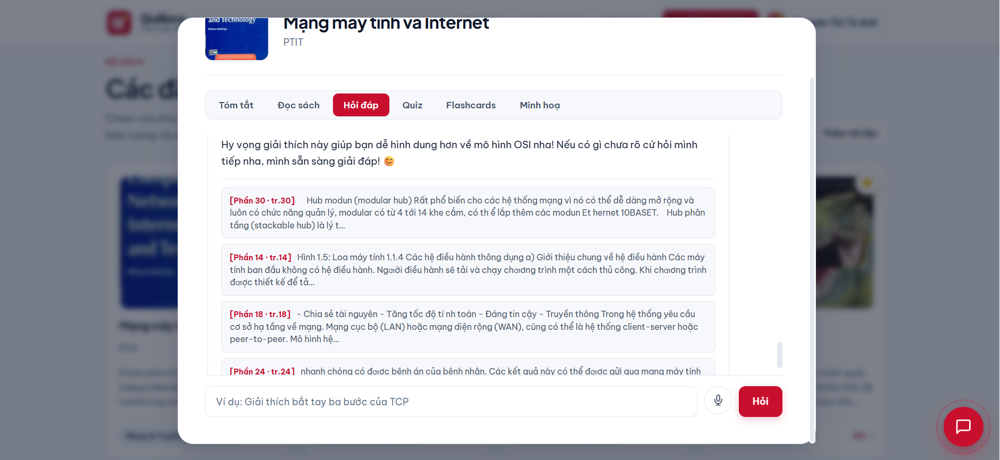 and Technology
William Stallings
Mạng máy tính và Internet
PTIT
Tóm tắt
Đọc sách
Hỏi đáp
Quiz
Flashcards
Minh hoạ
Hy vọng giải thích này giúp bạn dễ hình dung hơn về mô hình OSI nha! Nếu có gì chưa rõ cứ hỏi mình
tiếp nha, mình sẵn sàng giải đáp! 😊
[Phần 30 · tr.30] Hub modun (modular hub) Rất phổ biến cho các hệ thống mạng vì nó có thể dễ dàng mở rộng và
luôn có chức năng quản lý, modular có từ 4 tới 14 khe cắm, có th ể lắp thêm các modun Et hernet 10BASET. Hub phân
tầng (stackable hub) là lý t...
[Phần 14 · tr.14] Hình 1.5: Loa máy tính 1.1.4 Các hệ điều hành thông dụng a) Giới thiệu chung về hệ điều hành Các máy
tính ban đầu không có hệ điều hành. Ngƣời điều hành sẽ tải và chạy chƣơng trình một cách thủ công. Khi chƣơng trình
đƣợc thiết kế để tả...
[Phần 18 · tr.18] - Chia sẻ tài nguyên - Tăng tốc độ tí nh toán - Đáng tin cậy - Truyền thông Trong hệ thống yêu cầu
cơ sở hạ tầng về mạng. Mạng cục bộ (LAN) hoặc mạng diện rộng (WAN), cũng có thể là hệ thống client-server hoặc
peer-to-peer. Mô hình hệ...
[Phần 24 · tr.24] nhanh chóng có đƣợc bệnh án của bệnh nhân. Các kết quả này có thể đƣợc gửi qua mạng máy tính
Ví dụ: Giải thích bắt tay ba bước của TCP
Hỏi